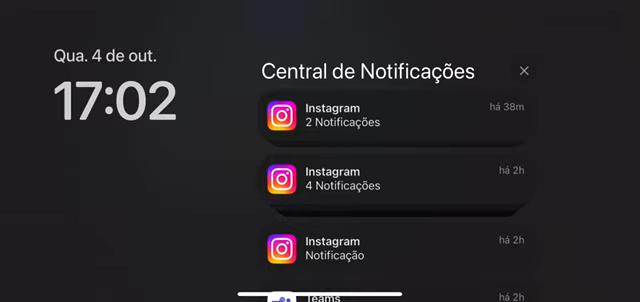 Qua. 4 de out.
17:02
Central de Notificações
Instagram
há 38m
2 Notificações
Instagram
há 2h
4 Notificações
Instagram
há 2h
Notificação
Teams
há 2h